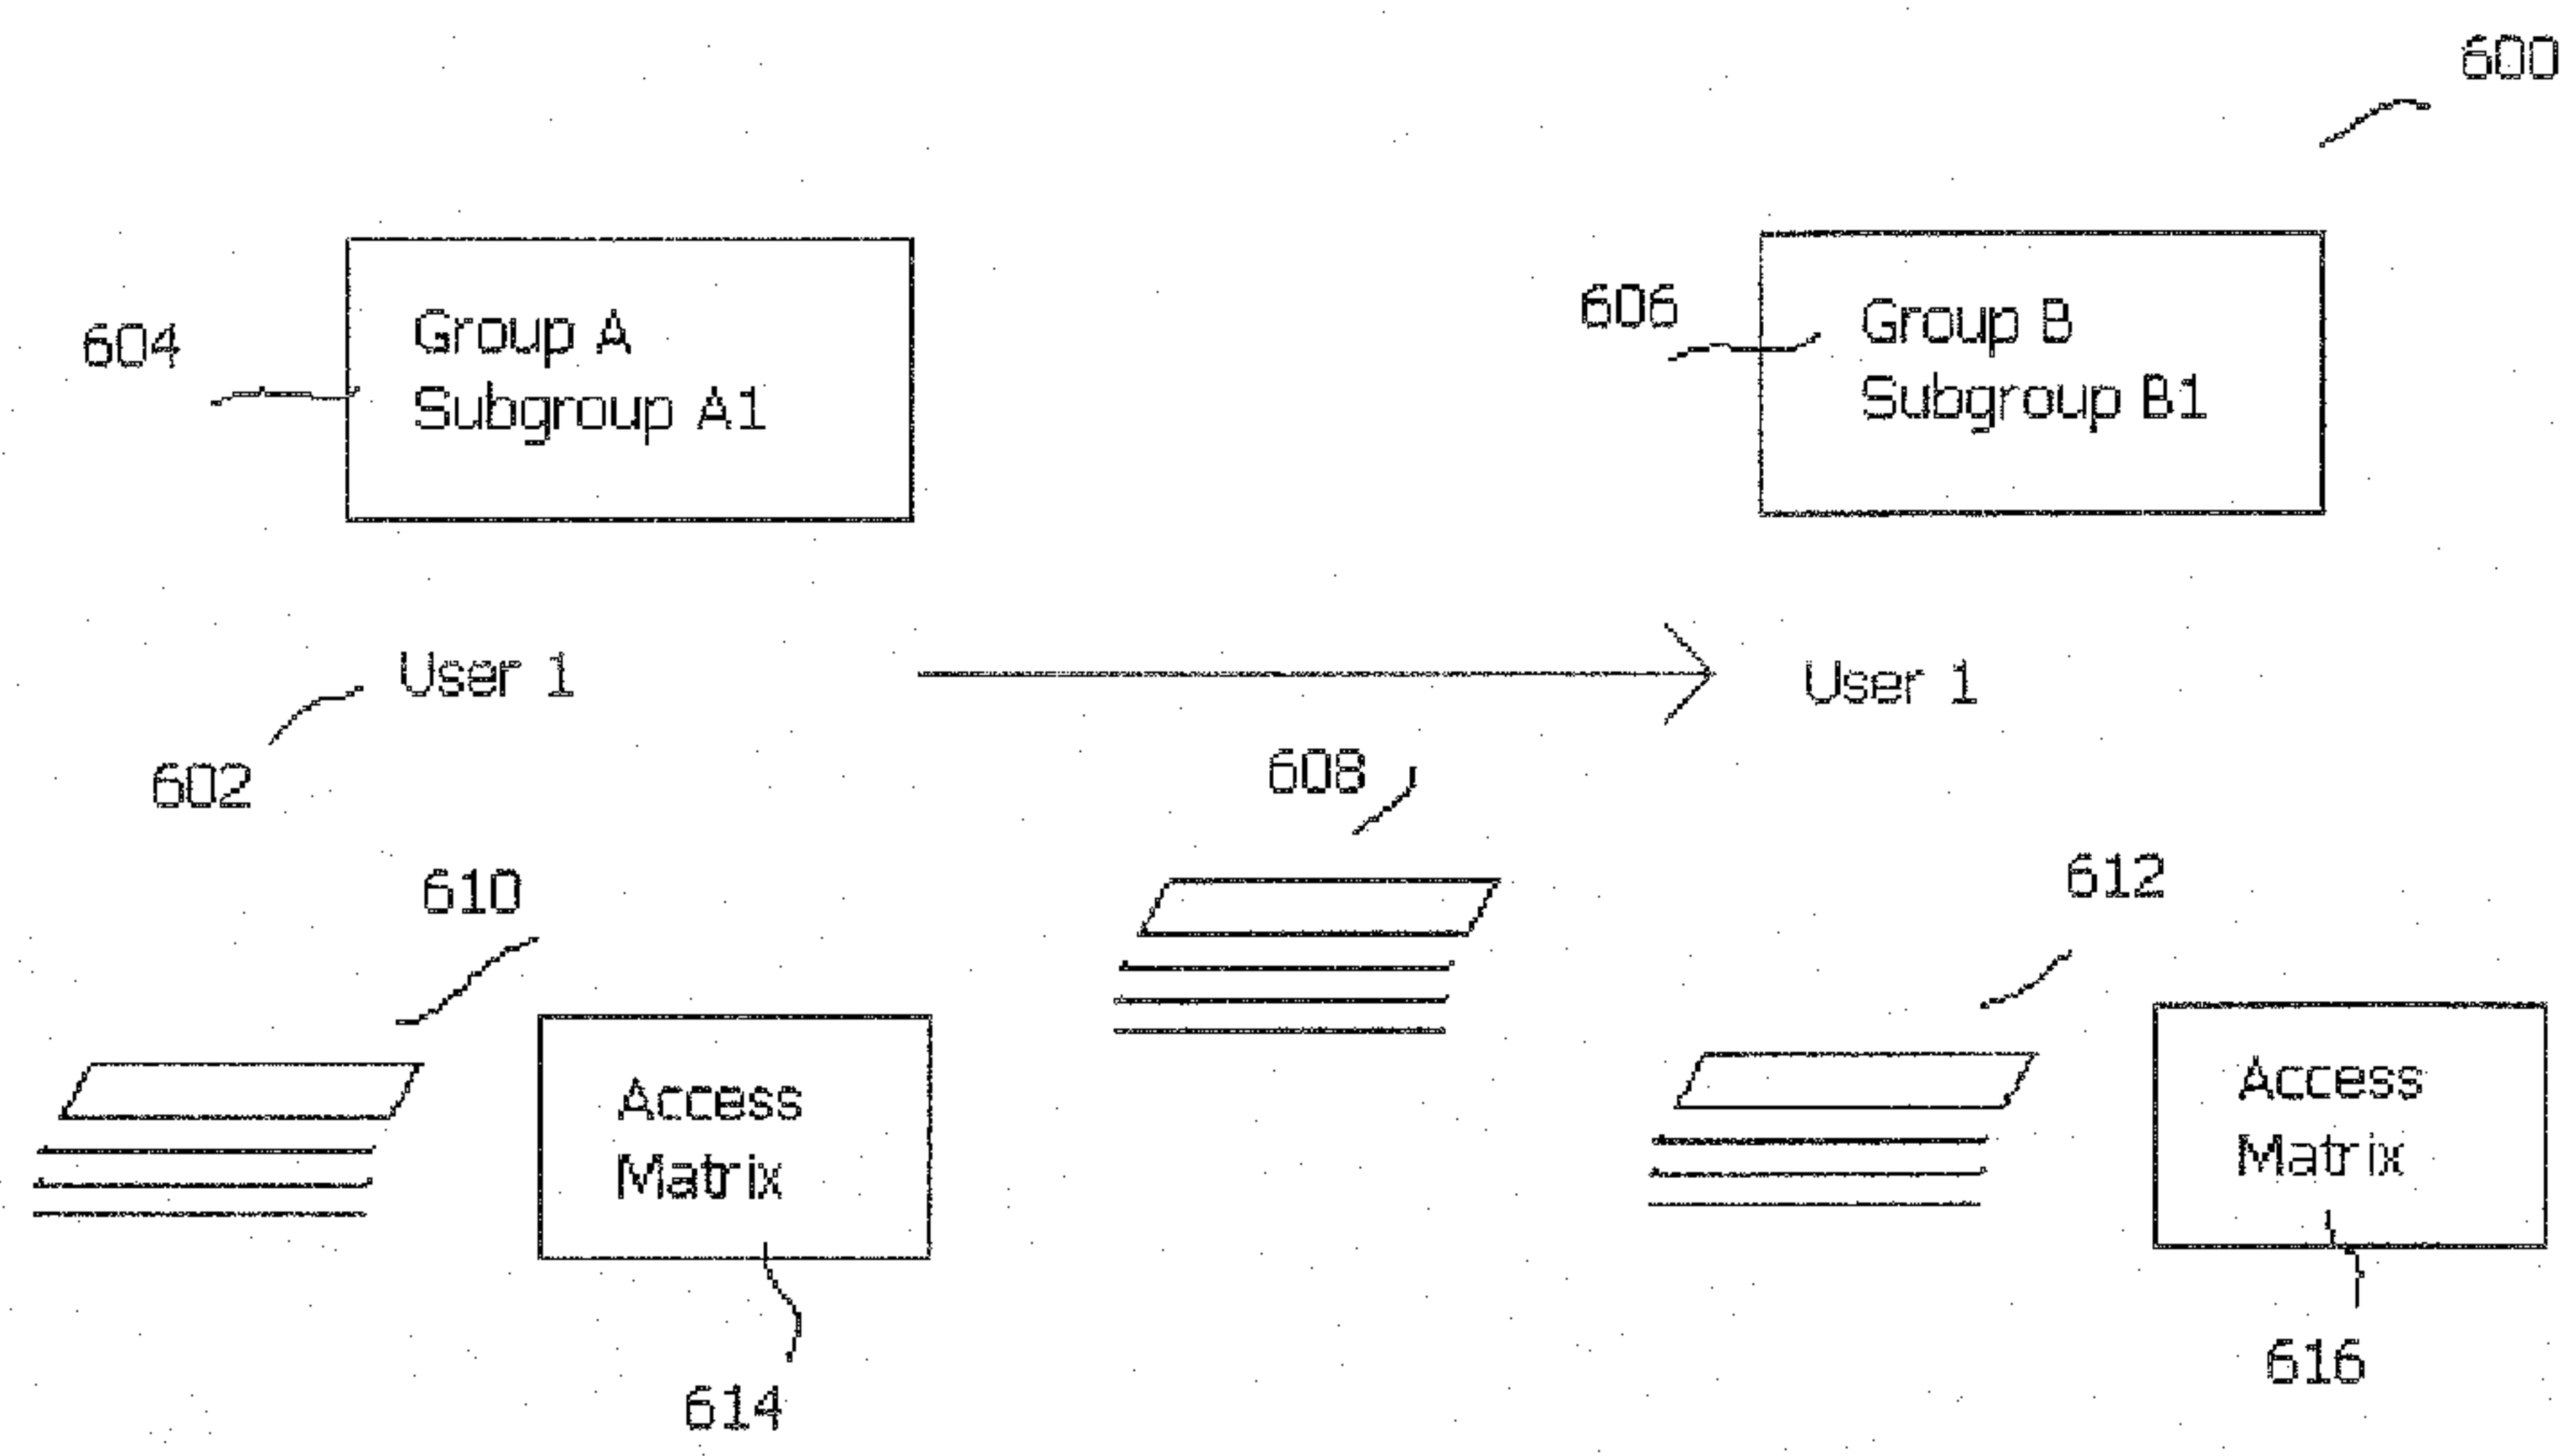 600
604
Group A
Subgroup A1
606
Group B
Subgroup B1
User 1
User 1
602
608
610
612
Access
Matrix
Access
Matrix
614
616